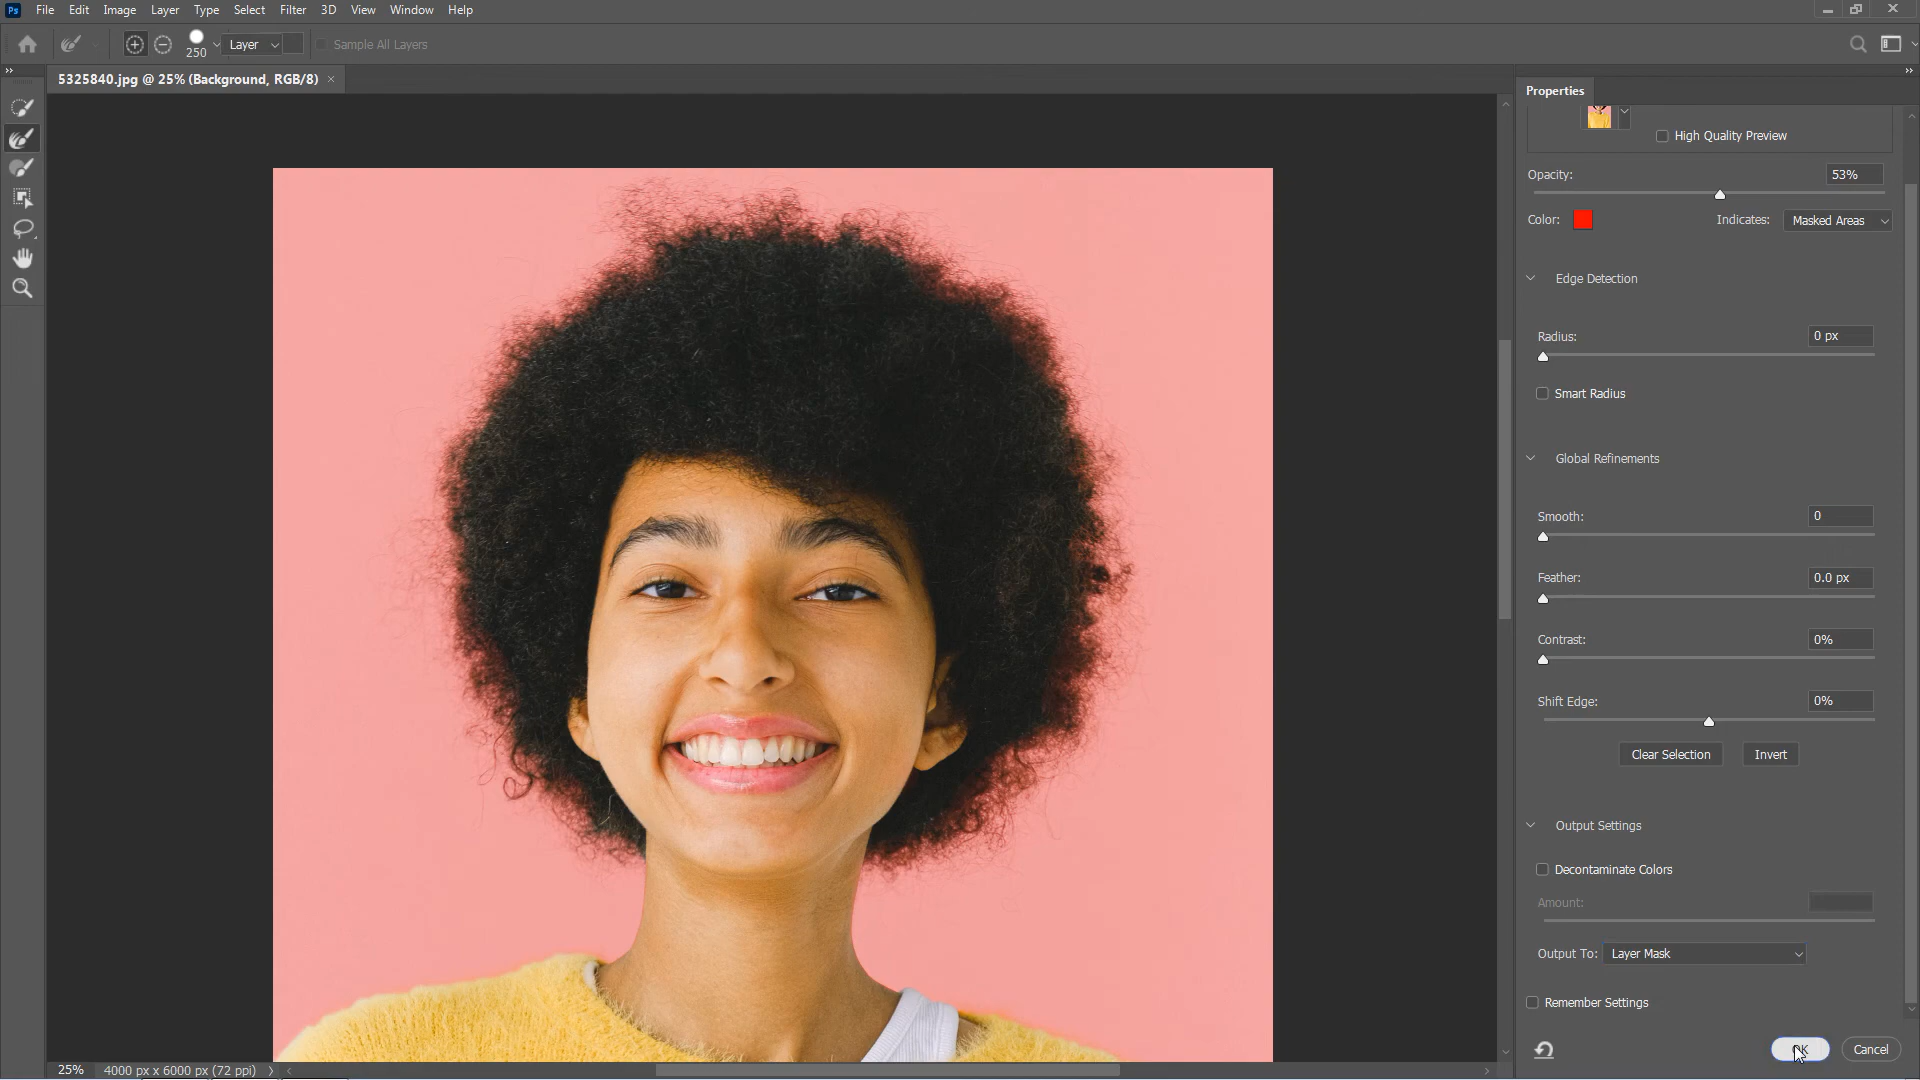 Ps File Edit Image Layer Type Select Filter 3D View Window Help
250 Layer Sample All Layers
5325840.jpg @ 25% (Background, RGB/8) ×
Properties
High Quality Preview
Opacity: 53%
Color: Indicates: Masked Areas
Edge Detection
Radius: 0 px
Smart Radius
Global Refinements
Smooth: 0
Feather: 0.0 px
Contrast: 0%
Shift Edge: 0%
Clear Selection Invert
Output Settings
Decontaminate Colors
Amount:
Output To: Layer Mask
Remember Settings
OK Cancel
25% 4000 px x 6000 px (72 ppi)